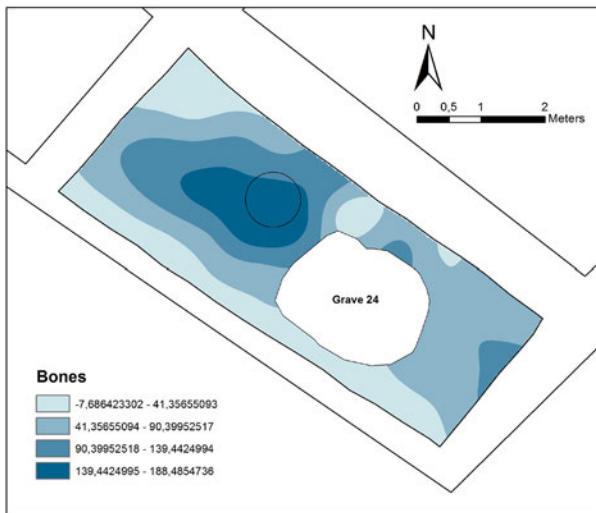 N
0 0,5 1 2
Meters
Grave 24
Bones
-7,686423302 - 41,35655093
41,35655094 - 90,39952517
90,39952518 - 139,4424994
139,4424995 - 188,4854736